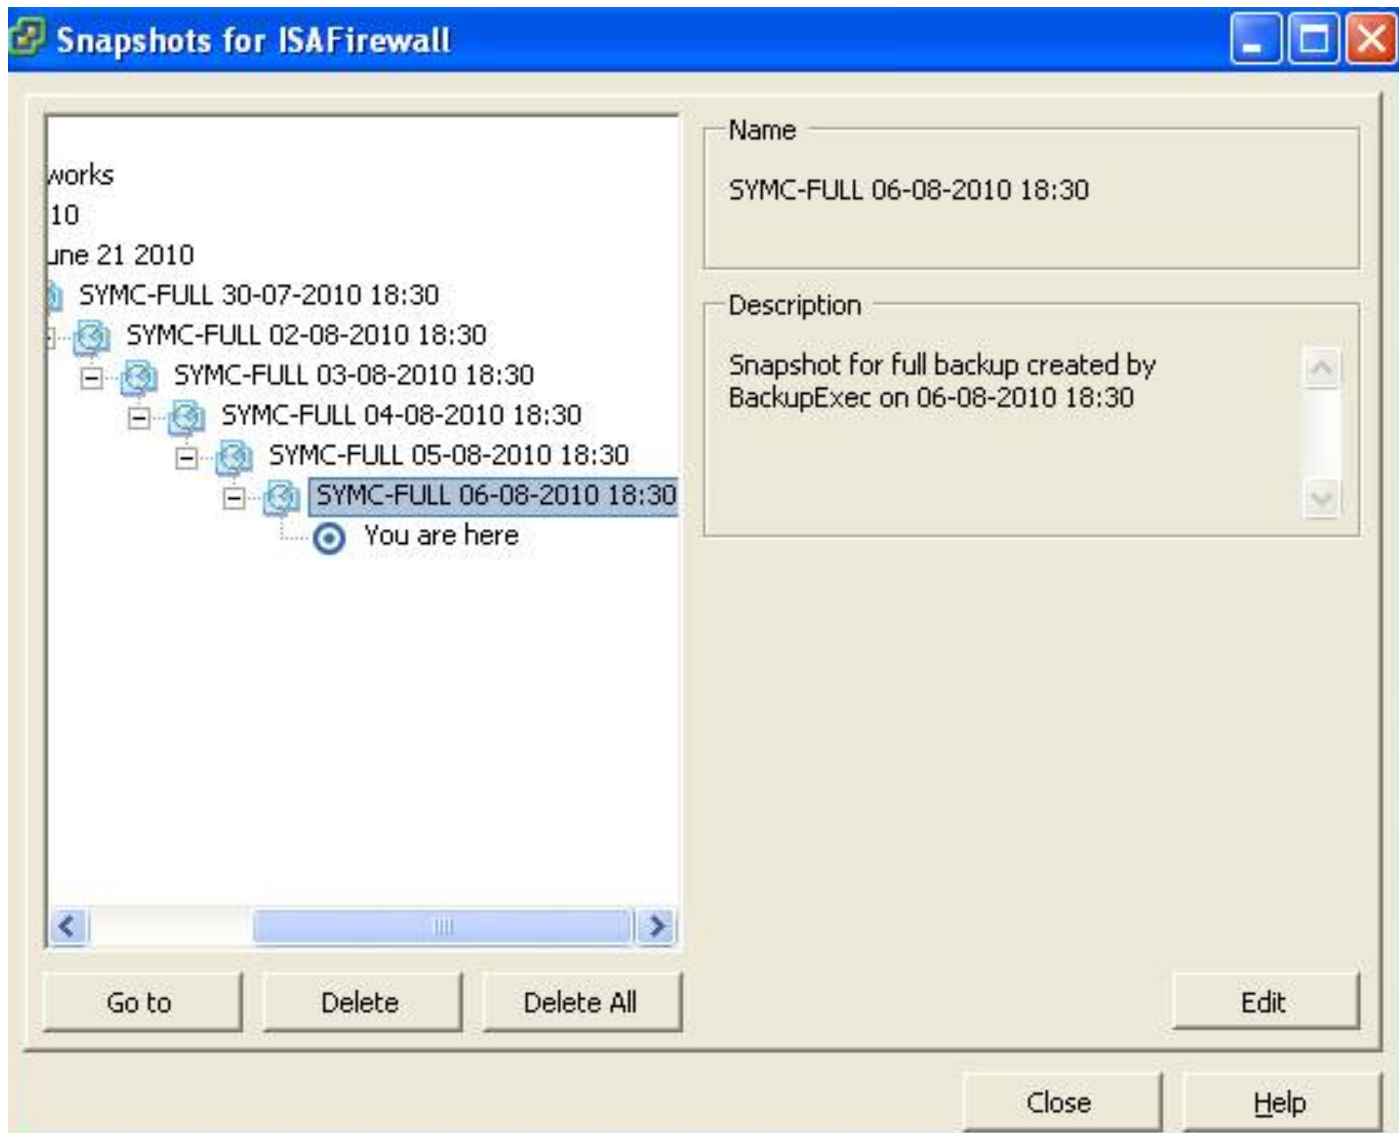 Snapshots for ISAFirewall
works
10
une 21 2010
SYMC-FULL 30-07-2010 18:30
SYMC-FULL 02-08-2010 18:30
SYMC-FULL 03-08-2010 18:30
SYMC-FULL 04-08-2010 18:30
SYMC-FULL 05-08-2010 18:30
SYMC-FULL 06-08-2010 18:30
You are here
Go to
Delete
Delete All
Name
SYMC-FULL 06-08-2010 18:30
Description
Snapshot for full backup created by
BackupExec on 06-08-2010 18:30
Edit
Close
Help